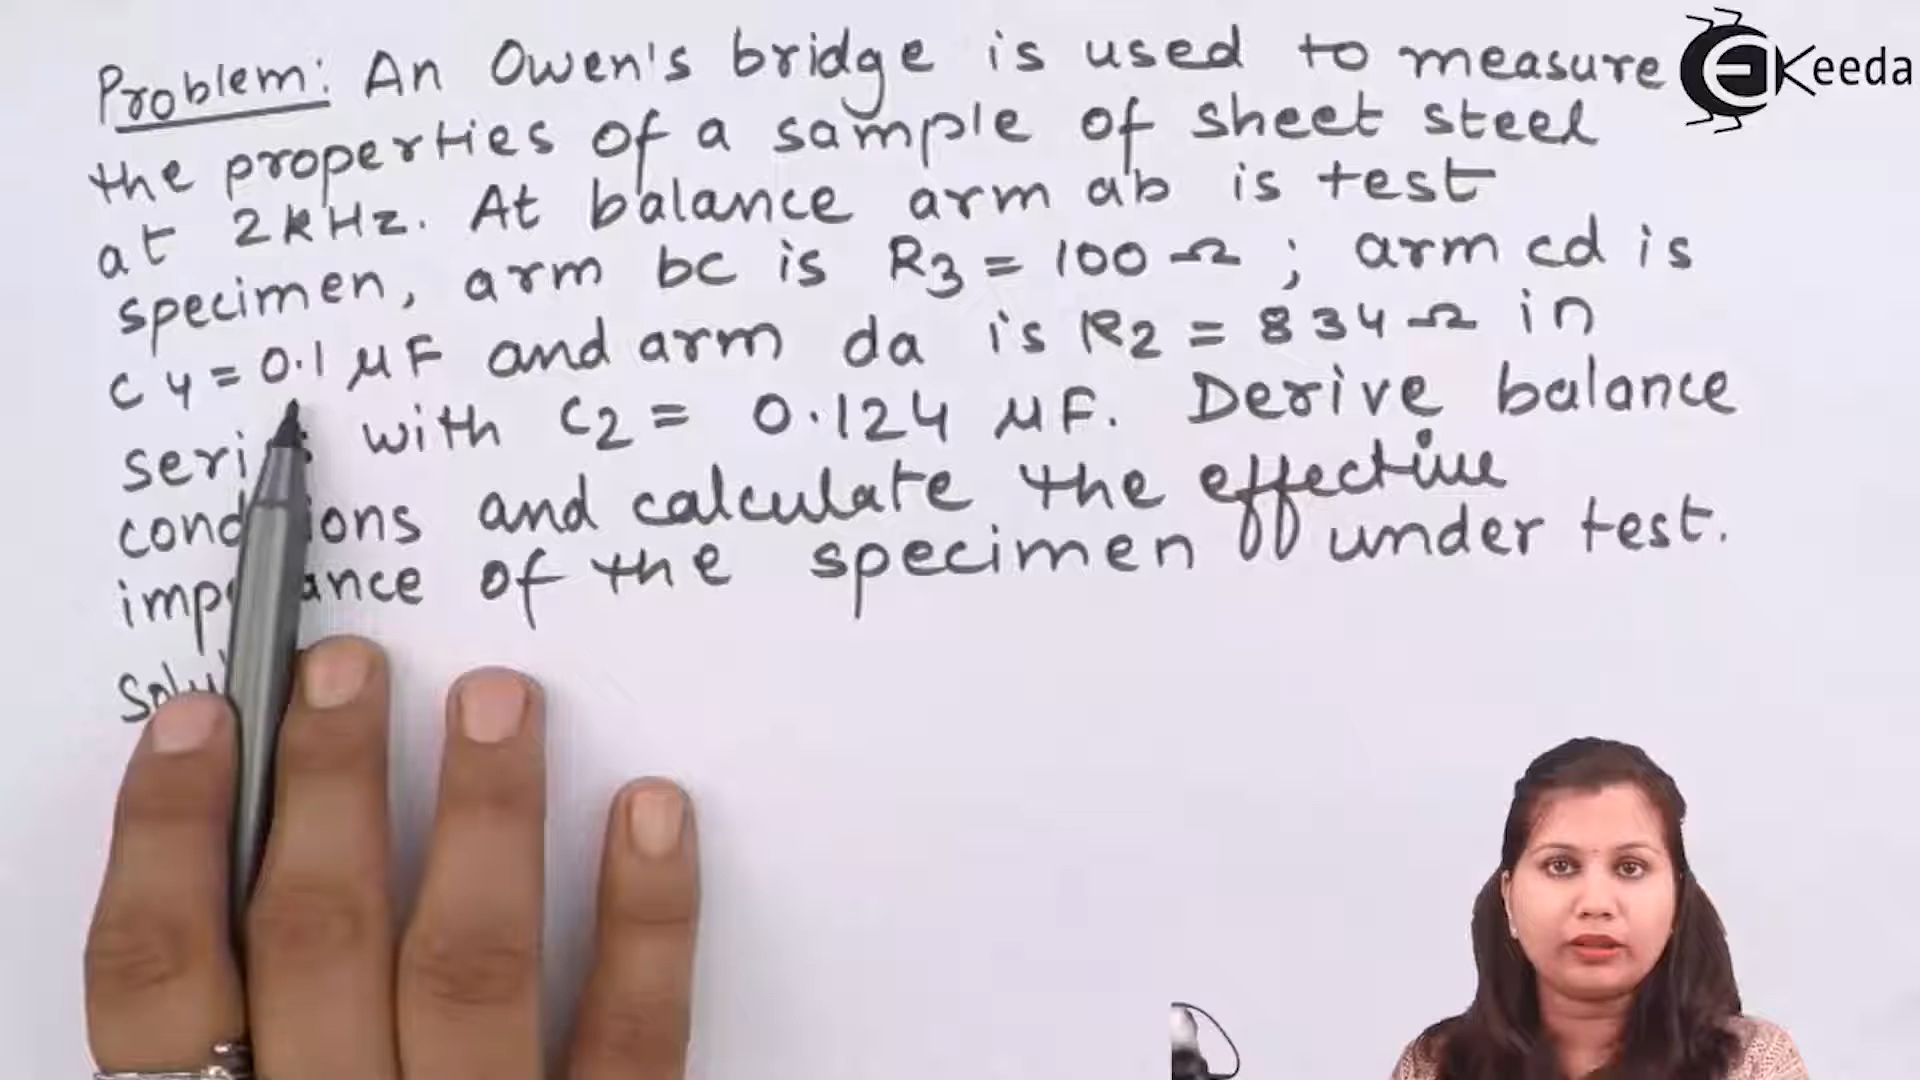 Problem: An Owen's bridge is used to measure
EKeeda
the properties of a sample of sheet steel
at 2kHz. At balance arm ab is test
specimen, arm bc is R3 = 100 Ω ; arm cd is
C4 = 0.1 μF and arm da is R2 = 834 Ω in
with C2 = 0.124 μF. Derive balance
and calculate the effective
of the specimen under test.